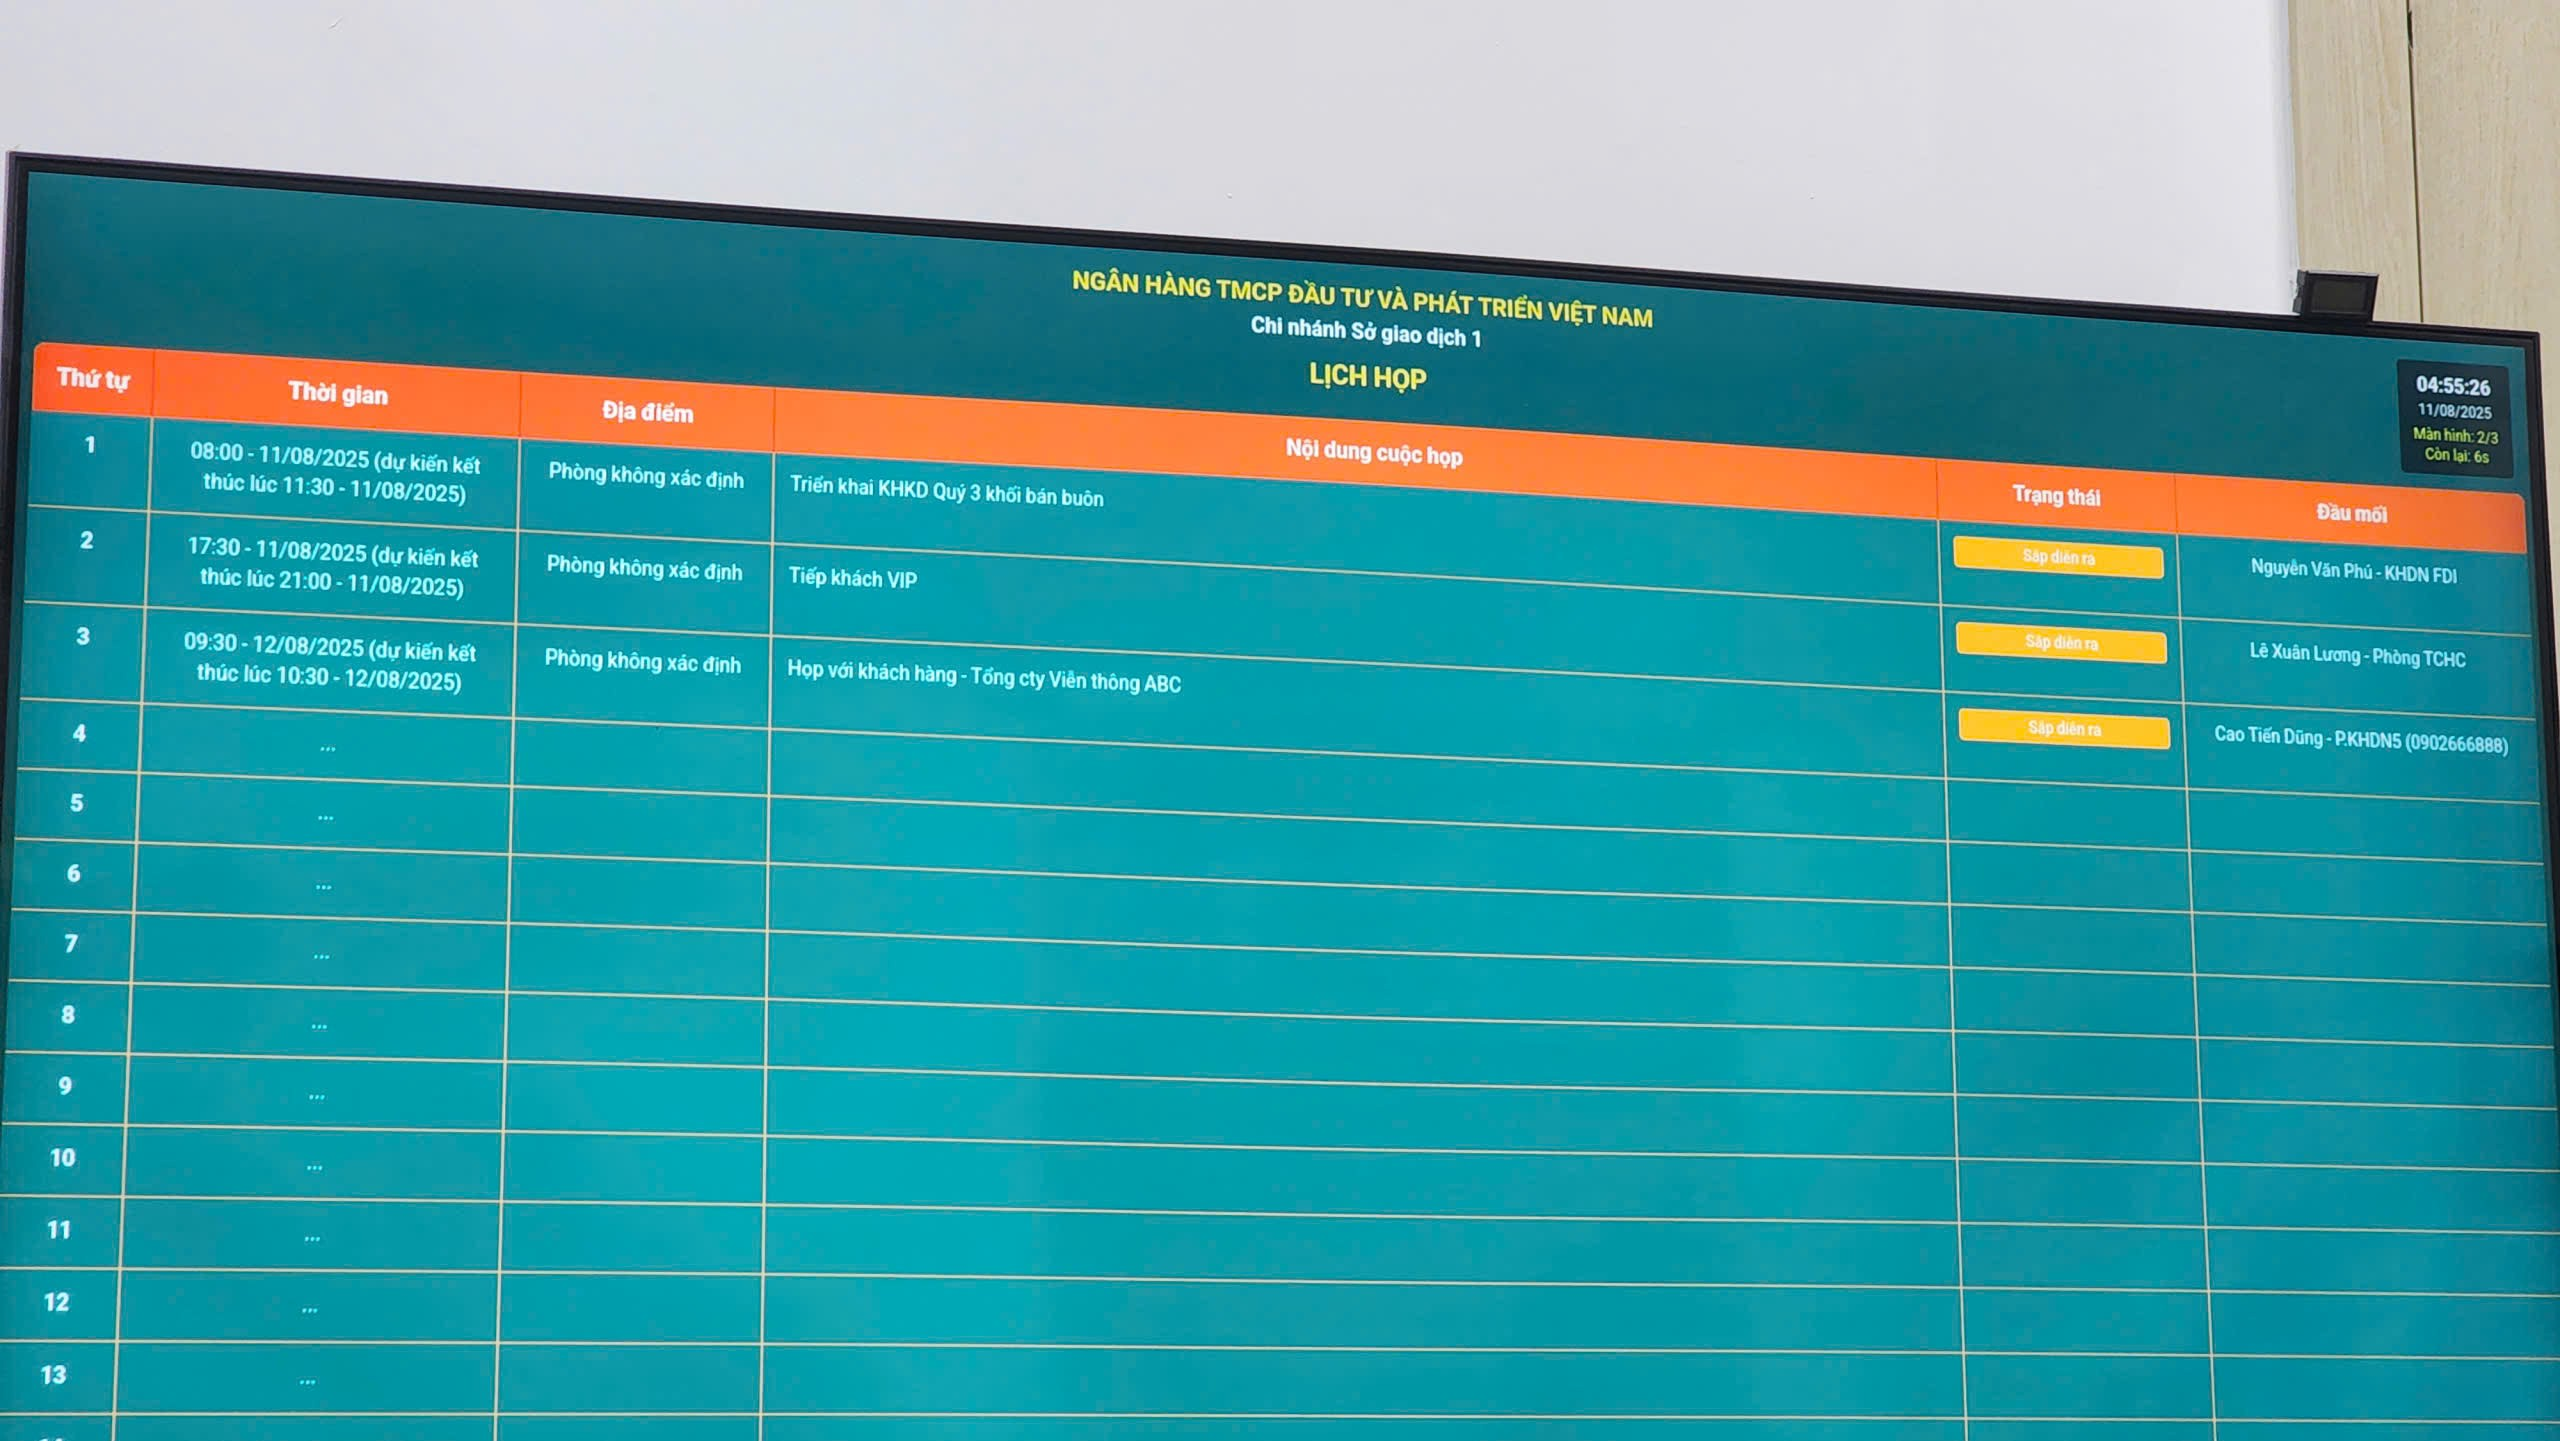 NGÂN HÀNG TMCP ĐẦU TƯ VÀ PHÁT TRIỂN VIỆT NAM
Chi nhánh Sở giao dịch 1
LỊCH HỌP
04:55:26
11/08/2025
Màn hình: 2/3
Còn lại: 6s
Thứ tự
Thời gian
Địa điểm
Nội dung cuộc họp
Trạng thái
Đầu mối
1
08:00 - 11/08/2025 (dự kiến kết
thúc lúc 11:30 - 11/08/2025)
Phòng không xác định
Triển khai KHKD Quý 3 khối bán buôn
Sắp diễn ra
Nguyễn Văn Phú - KHDN FDI
2
17:30 - 11/08/2025 (dự kiến kết
thúc lúc 21:00 - 11/08/2025)
Phòng không xác định
Tiếp khách VIP
Sắp diễn ra
Lê Xuân Lương - Phòng TCHC
3
09:30 - 12/08/2025 (dự kiến kết
thúc lúc 10:30 - 12/08/2025)
Phòng không xác định
Họp với khách hàng - Tổng cty Viễn thông ABC
Sắp diễn ra
Cao Tiến Dũng - P.KHDN5 (0902666888)
4
...
5
...
6
...
7
...
8
...
9
...
10
...
11
...
12
...
13
...